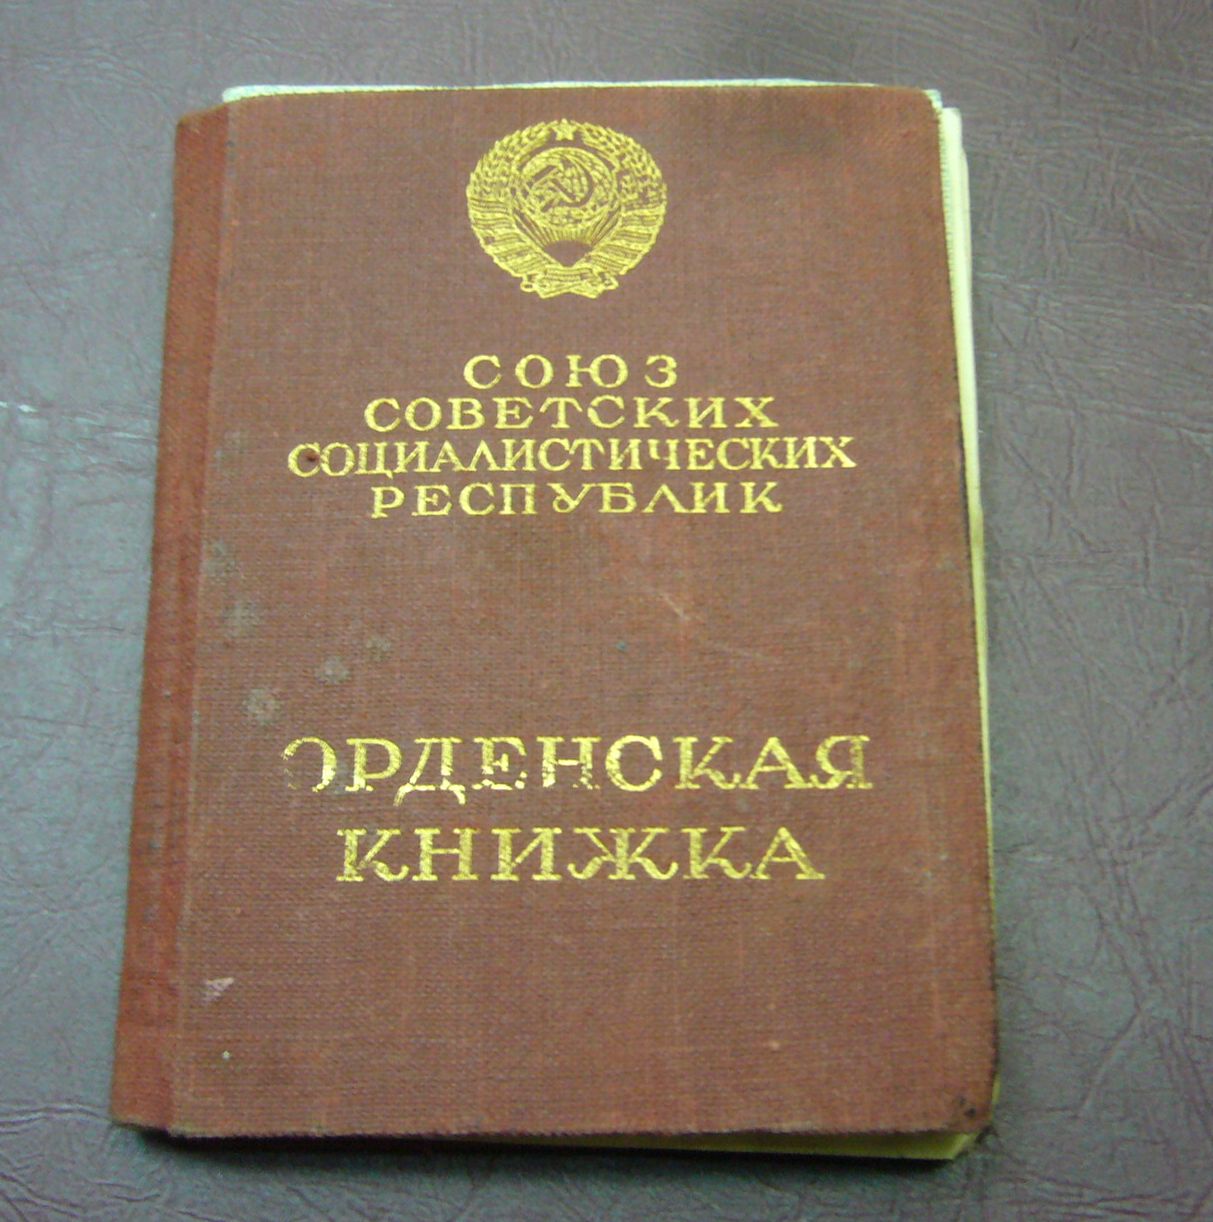 СОЮЗ
СОВЕТСКИХ
СОЦИАЛИСТИЧЕСКИХ
РЕСПУБЛИК
ОРДЕНСКАЯ
КНИЖКА